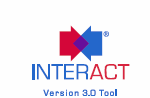 ®
INTERACT
Version 3.0 Tool